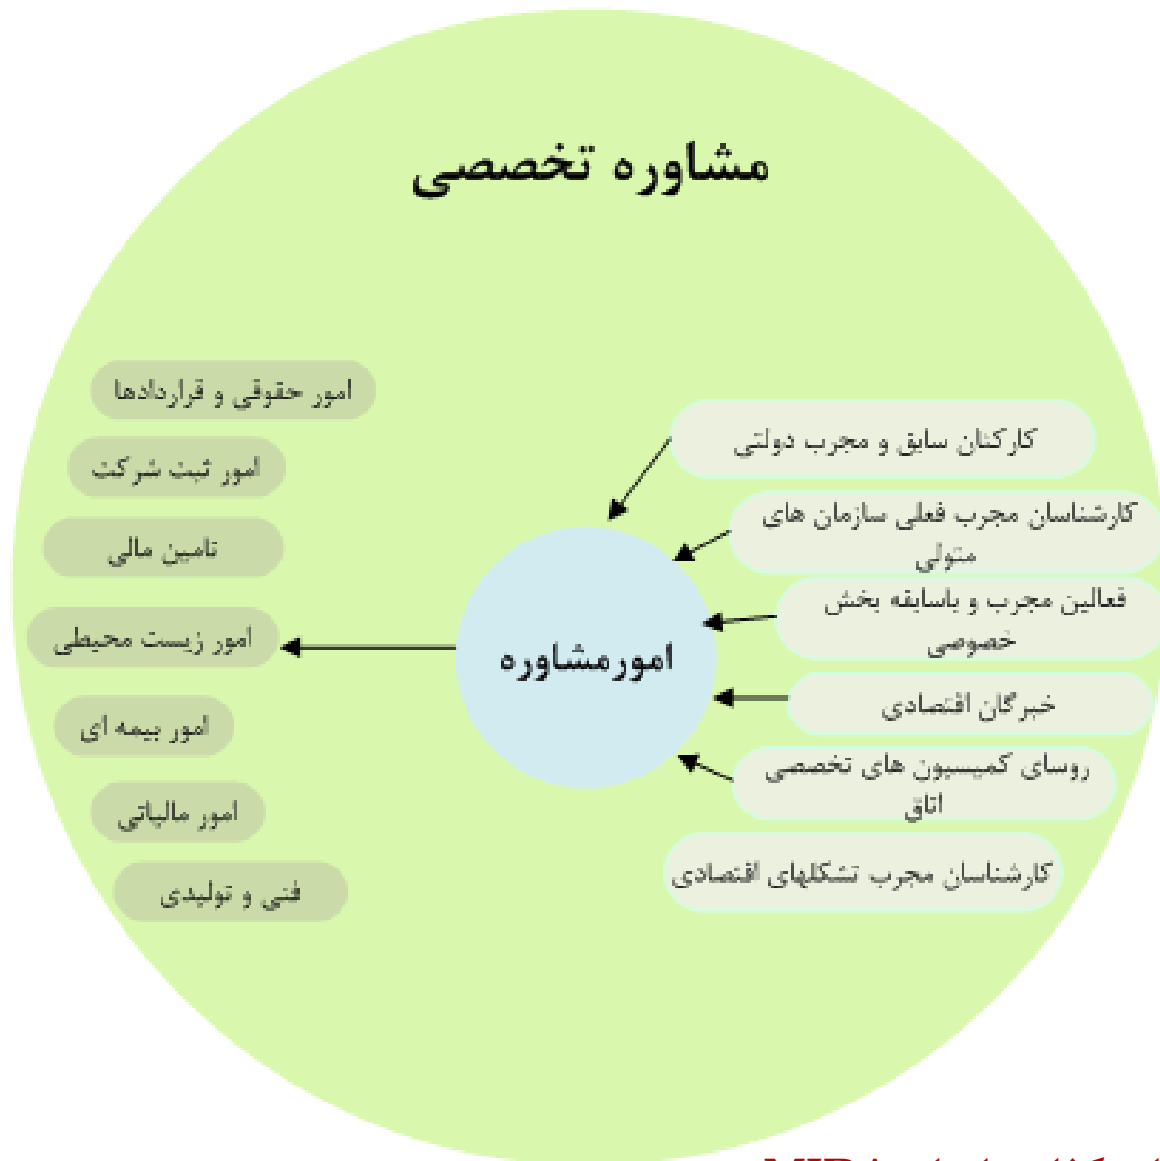 مشاوره تخصصی
کارکنان سابق و مجرب دولتی
کارشناسان مجرب فعلی سازمان های
متولی
فعالین مجرب و باسابقه بخش
خصوصی
خبرگان اقتصادی
روسای کمیسیون های تخصصی
اتاق
کارشناسان مجرب تشکلهای اقتصادی
امورمشاوره
امور حقوقی و قراردادها
امور ثبت شرکت
تامین مالی
امور زیست محیطی
امور بیمه ای
امور مالیاتی
فنی و تولیدی